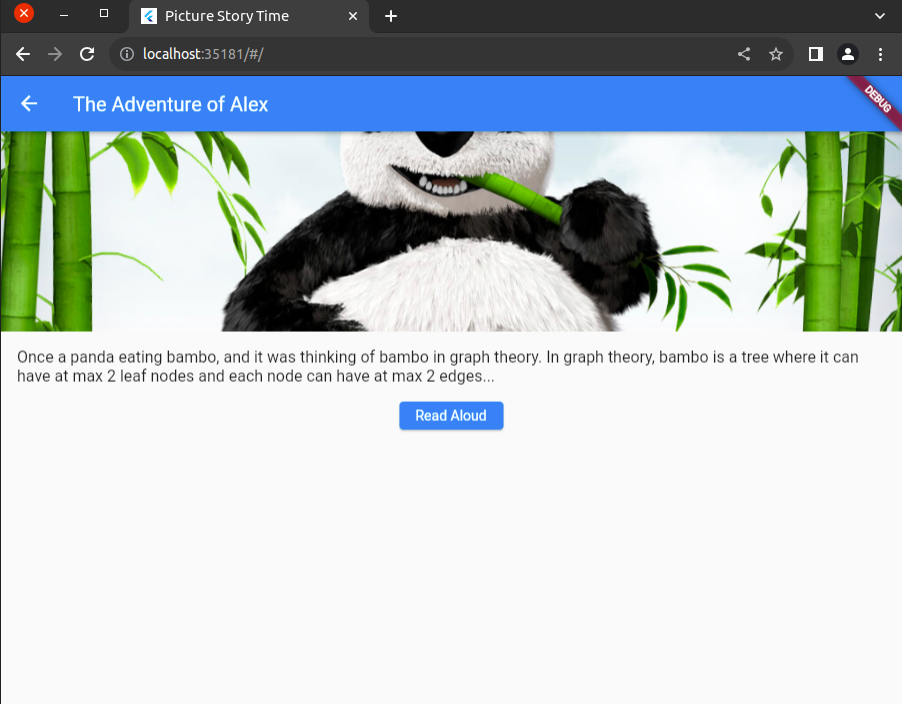 Picture Story Time
localhost:35181/#/
The Adventure of Alex
DEBUG
Once a panda eating bambo, and it was thinking of bambo in graph theory. In graph theory, bambo is a tree where it can
have at max 2 leaf nodes and each node can have at max 2 edges...
Read Aloud